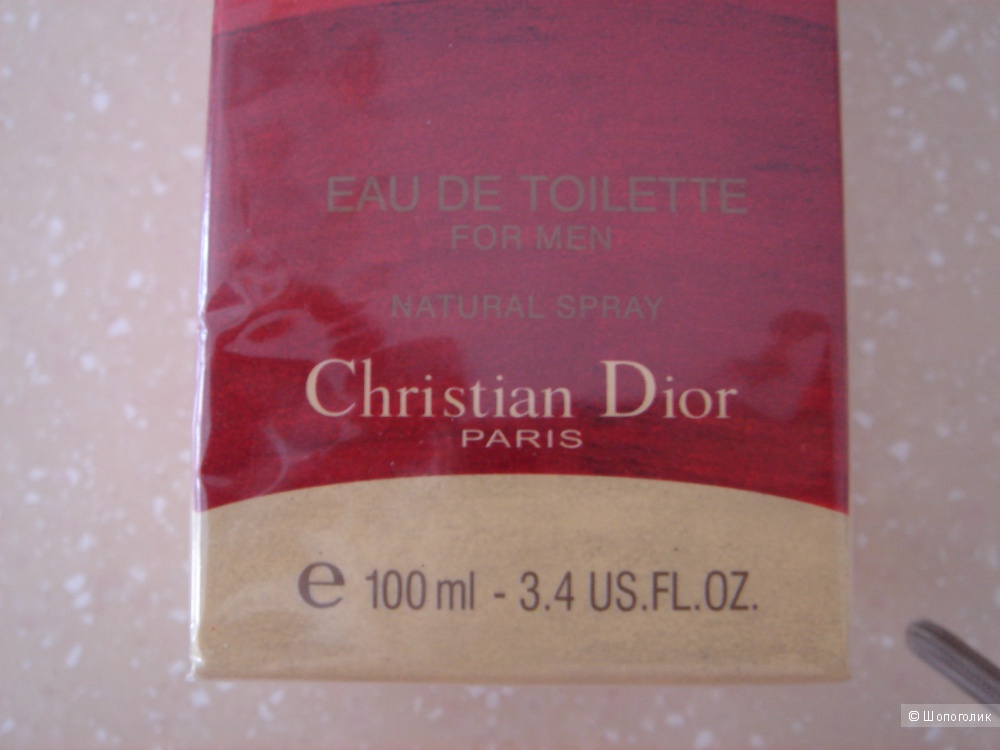 EAU DE TOILETTE
FOR MEN
NATURAL SPRAY
Christian Dior
PARIS
e 100 ml - 3.4 US.FL.OZ.
© Шопоголик